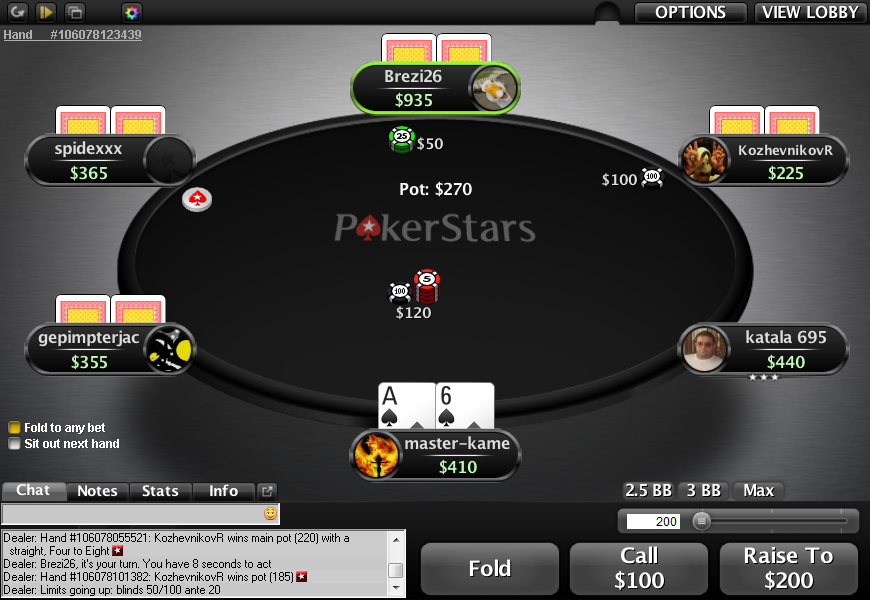 OPTIONS
VIEW LOBBY
Hand #106078123439
Brezi26
$935
25
$50
spidexxx
$365
KozhevnikovR
$225
$100
100
Pot: $270
PokerStars
100
5
$120
gepimpterjac
$355
katala 695
$440
A
6
master-kame
$410
Fold to any bet
Sit out next hand
2.5 BB
3 BB
Max
Chat
Notes
Stats
Info
200
Dealer: Hand #106078055521: KozhevnikovR wins main pot (220) with a
straight, Four to Eight
Dealer: Brezi26, it's your turn. You have 8 seconds to act
Dealer: Hand #106078101382: KozhevnikovR wins pot (185)
Dealer: Limits going up: blinds 50/100 ante 20
Fold
Call
$100
Raise To
$200